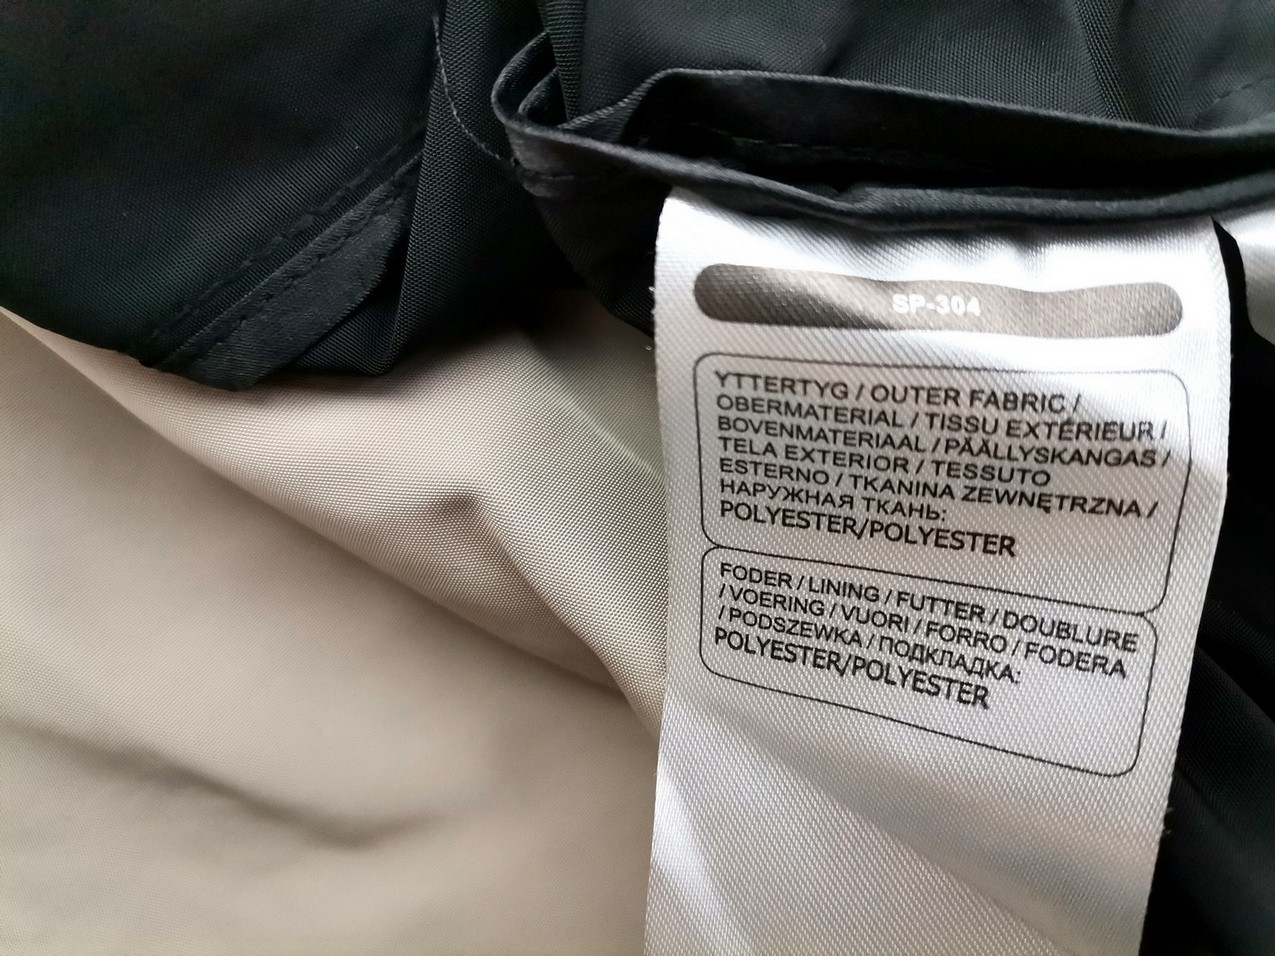 SP-304
YTTERTYG / OUTER FABRIC /
OBERMATERIAL / TISSU EXTÉRIEUR /
BOVENMATERIAAL / PÄÄLLYSKANGAS /
TELA EXTERIOR / TESSUTO
ESTERNO / TKANINA ZEWNĘTRZNA /
НАРУЖНАЯ ТКАНЬ:
POLYESTER/POLYESTER
FODER / LINING / FUTTER / DOUBLURE
/ VOERING / VUORI / FORRO / FODERA
/ PODSZEWKA / ПОДКЛАДКА:
POLYESTER/POLYESTER